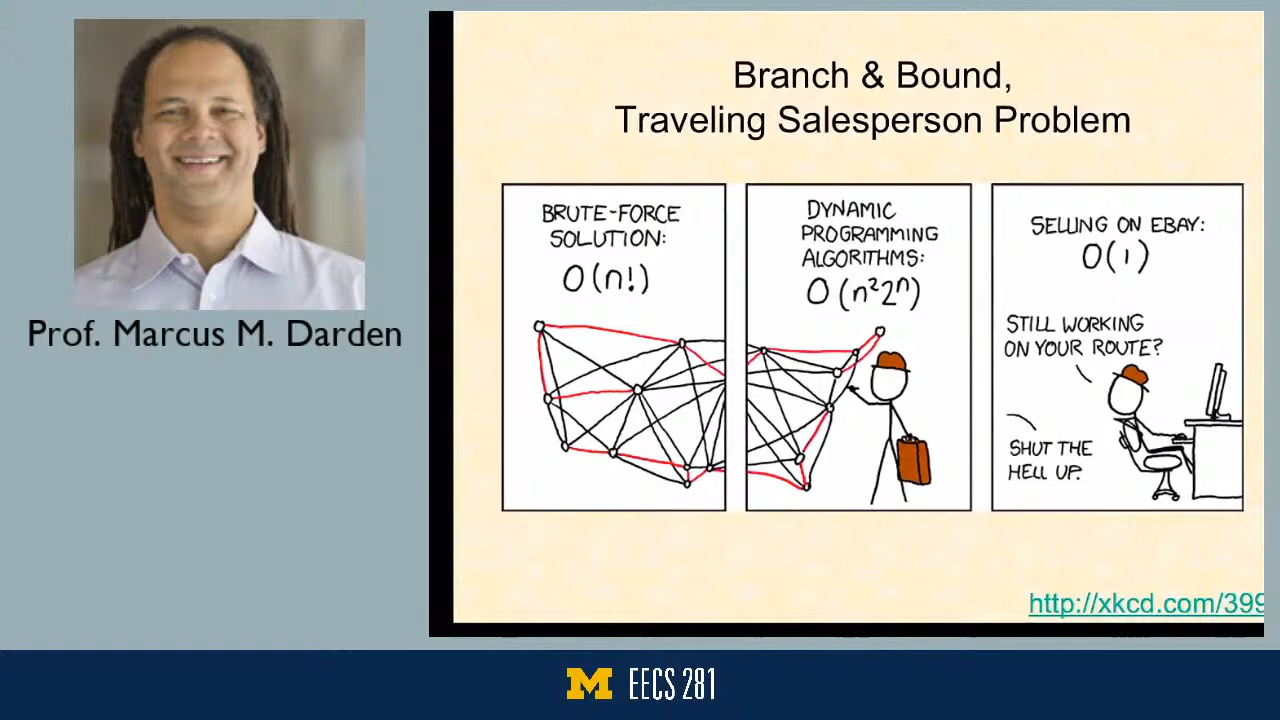 Branch & Bound,
Traveling Salesperson Problem
BRUTE-FORCE
SOLUTION:
O(n!)
DYNAMIC
PROGRAMMING
ALGORITHMS:
O(n²2ⁿ)
SELLING ON EBAY:
O(1)
STILL WORKING
ON YOUR ROUTE?
SHUT THE
HELL UP.
http://xkcd.com/399
Prof. Marcus M. Darden
M EECS 281